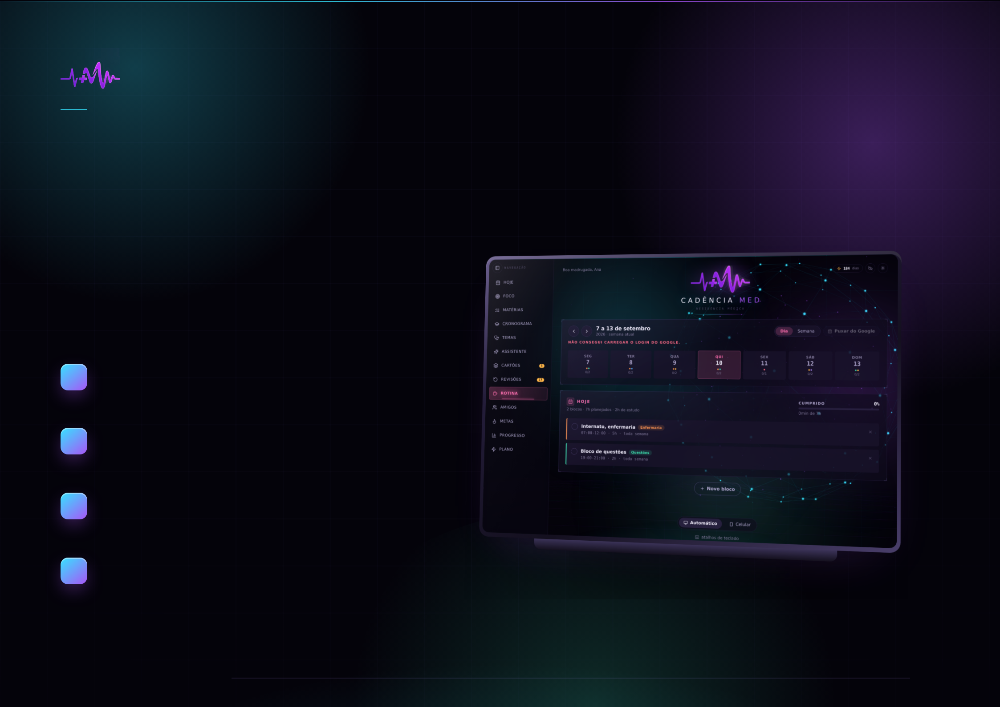 NAVEGAÇÃO
HOJE
FOCO
MATÉRIAS
CRONOGRAMA
TEMAS
ASSISTENTE
CARTÕES 5
REVISÕES 17
ROTINA
AMIGOS
METAS
PROGRESSO
PLANO
Boa madrugada, Ana
184 dias
CADÊNCIA MED
RESIDÊNCIA MÉDICA
7 a 13 de setembro
2026 · semana atual
Dia Semana Puxar do Google
NÃO CONSEGUI CARREGAR O LOGIN DO GOOGLE.
SEG TER QUA QUI SEX SÁB DOM
7 8 9 10 11 12 13
0/2 0/2 0/2 0/2 0/1 0/2 0/2
HOJE
2 blocos · 7h planejados · 2h de estudo
CUMPRIDO 0%
0min de 7h
Internato, enfermaria Enfermaria
07:00-12:00 · 5h · toda semana
Bloco de questões Questões
19:00-21:00 · 2h · toda semana
+ Novo bloco
Automático Celular
atalhos de teclado